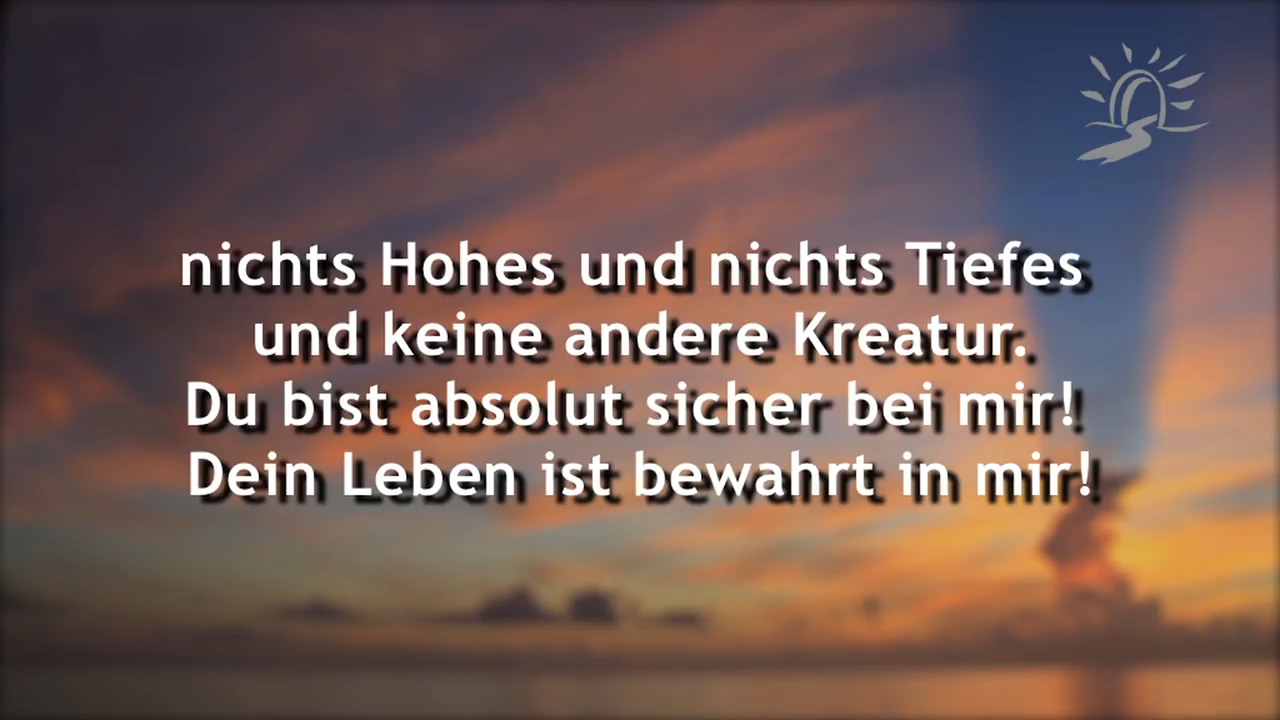 nichts Hohes und nichts Tiefes
und keine andere Kreatur.
Du bist absolut sicher bei mir!
Dein Leben ist bewahrt in mir!